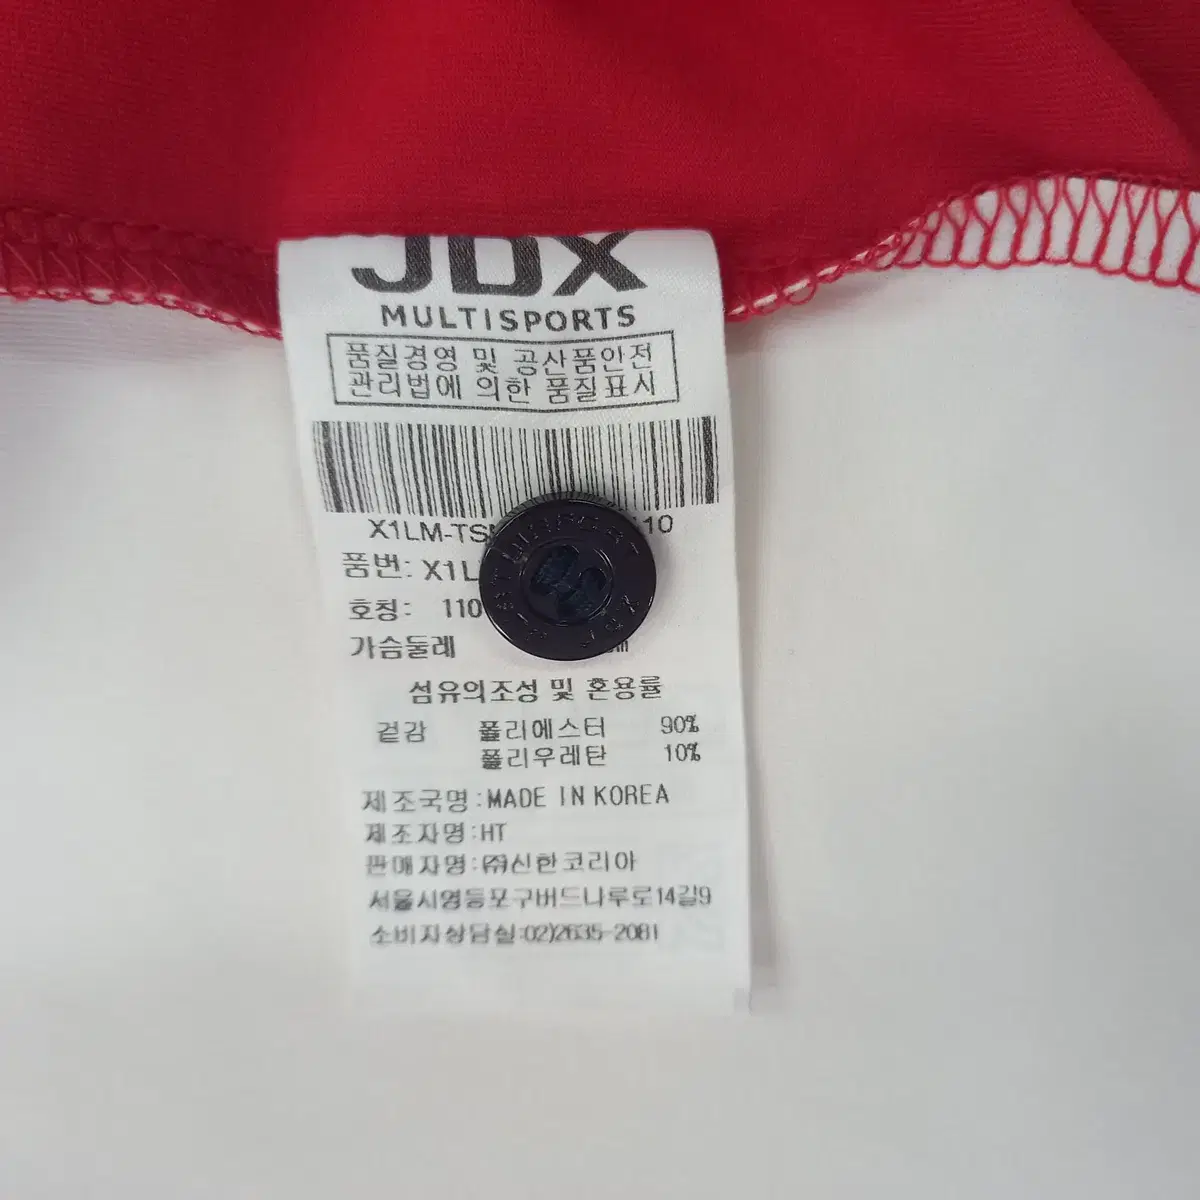 JDX
MULTISPORTS
품질경영 및 공산품안전
관리법에 의한 품질표시
X1LM-TS 10
품번: X1L
호칭: 110
가슴둘레
섬유의조성 및 혼용률
겉감 폴리에스터 90%
폴리우레탄 10%
제조국명:MADE IN KOREA
제조자명:HT
판매자명:㈜신한코리아
서울시영등포구버드나루로14길9
소비자상담실:02)2635-2081